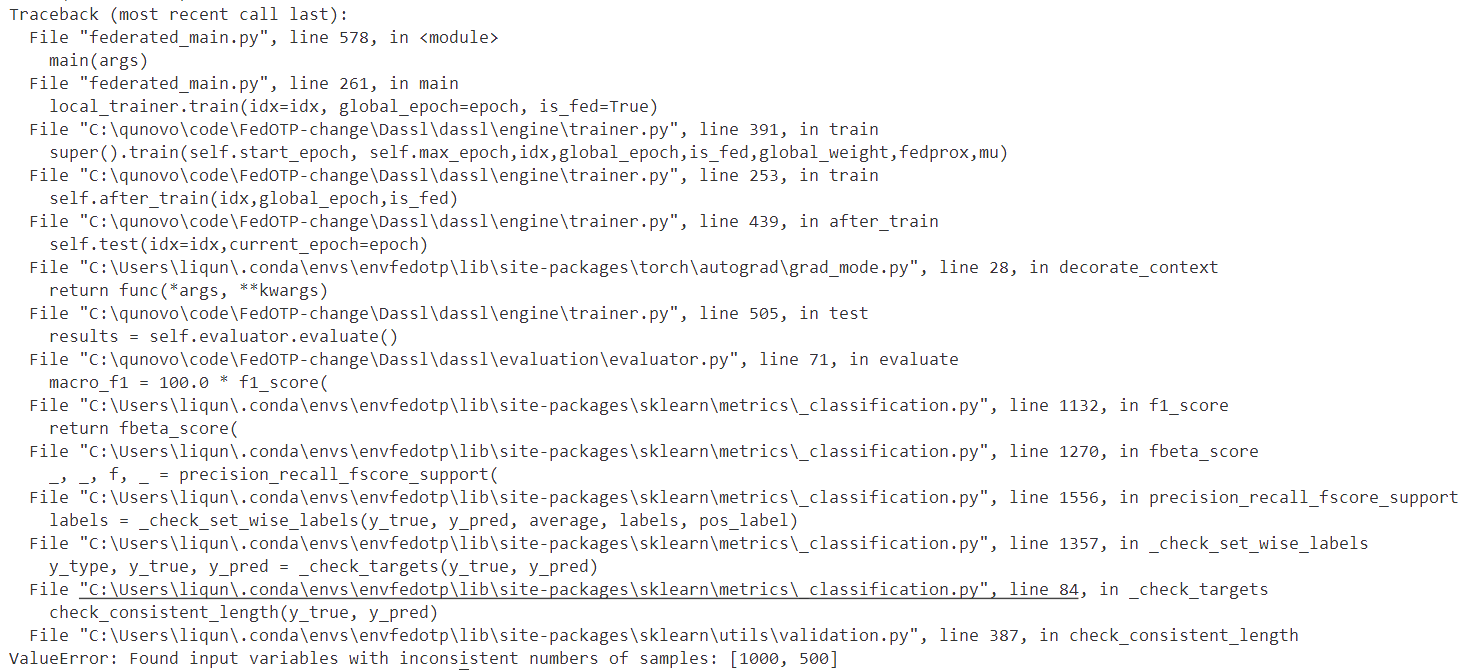 Traceback (most recent call last):
  File "federated_main.py", line 578, in <module>
    main(args)
  File "federated_main.py", line 261, in main
    local_trainer.train(idx=idx, global_epoch=epoch, is_fed=True)
  File "C:\qunovo\code\FedOTP-change\Dassl\dassl\engine\trainer.py", line 391, in train
    super().train(self.start_epoch, self.max_epoch,idx,global_epoch,is_fed,global_weight,fedprox,mu)
  File "C:\qunovo\code\FedOTP-change\Dassl\dassl\engine\trainer.py", line 253, in train
    self.after_train(idx,global_epoch,is_fed)
  File "C:\qunovo\code\FedOTP-change\Dassl\dassl\engine\trainer.py", line 439, in after_train
    self.test(idx=idx,current_epoch=epoch)
  File "C:\Users\liqun\.conda\envs\envfedotp\lib\site-packages\torch\autograd\grad_mode.py", line 28, in decorate_context
    return func(*args, **kwargs)
  File "C:\qunovo\code\FedOTP-change\Dassl\dassl\engine\trainer.py", line 505, in test
    results = self.evaluator.evaluate()
  File "C:\qunovo\code\FedOTP-change\Dassl\dassl\evaluation\evaluator.py", line 71, in evaluate
    macro_f1 = 100.0 * f1_score(
  File "C:\Users\liqun\.conda\envs\envfedotp\lib\site-packages\sklearn\metrics\_classification.py", line 1132, in f1_score
    return fbeta_score(
  File "C:\Users\liqun\.conda\envs\envfedotp\lib\site-packages\sklearn\metrics\_classification.py", line 1270, in fbeta_score
    _, _, f, _ = precision_recall_fscore_support(
  File "C:\Users\liqun\.conda\envs\envfedotp\lib\site-packages\sklearn\metrics\_classification.py", line 1556, in precision_recall_fscore_support
    labels = _check_set_wise_labels(y_true, y_pred, average, labels, pos_label)
  File "C:\Users\liqun\.conda\envs\envfedotp\lib\site-packages\sklearn\metrics\_classification.py", line 1357, in _check_set_wise_labels
    y_type, y_true, y_pred = _check_targets(y_true, y_pred)
  File "C:\Users\liqun\.conda\envs\envfedotp\lib\site-packages\sklearn\metrics\_classification.py", line 84, in _check_targets
    check_consistent_length(y_true, y_pred)
  File "C:\Users\liqun\.conda\envs\envfedotp\lib\site-packages\sklearn\utils\validation.py", line 387, in check_consistent_length
ValueError: Found input variables with inconsistent numbers of samples: [1000, 500]